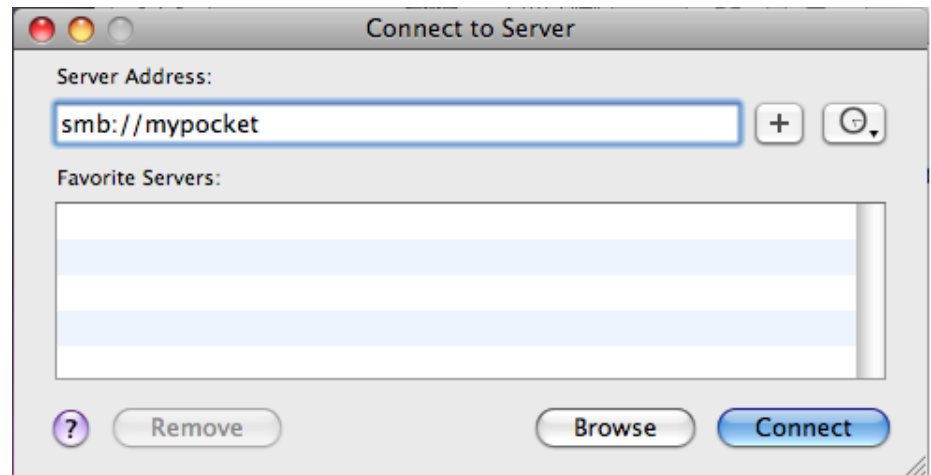 Connect to Server
Server Address:
smb://mypocket
+
Favorite Servers:
? Remove Browse Connect